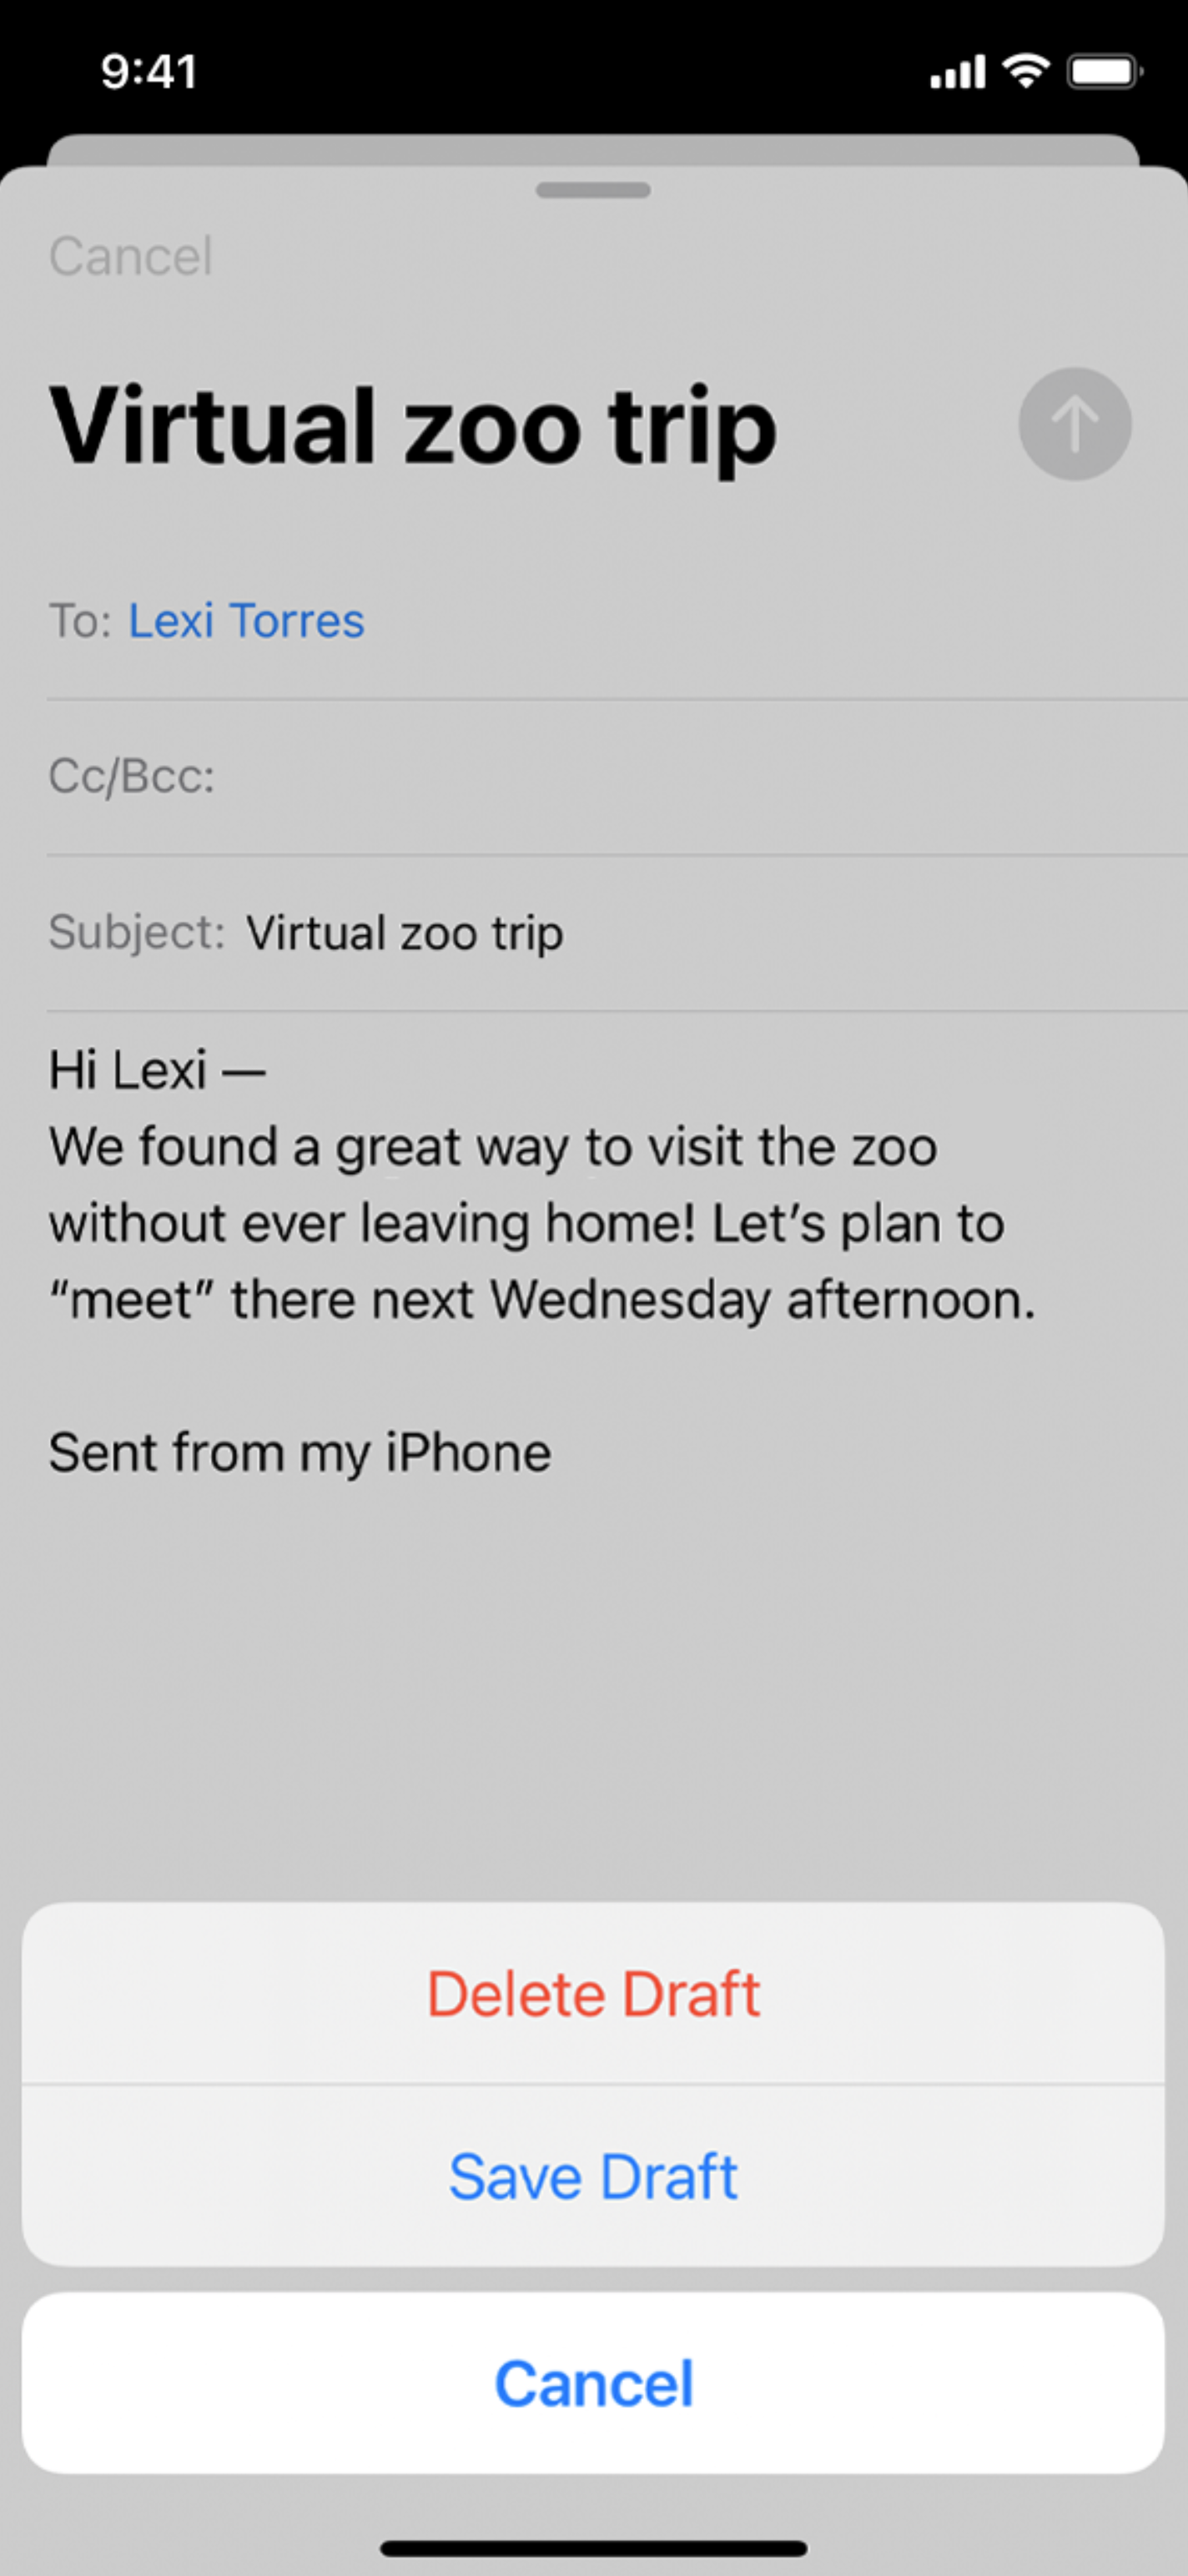 9:41
Cancel
Virtual zoo trip
To: Lexi Torres
Cc/Bcc:
Subject: Virtual zoo trip
Hi Lexi —
We found a great way to visit the zoo
without ever leaving home! Let’s plan to
“meet” there next Wednesday afternoon.
Sent from my iPhone
Delete Draft
Save Draft
Cancel